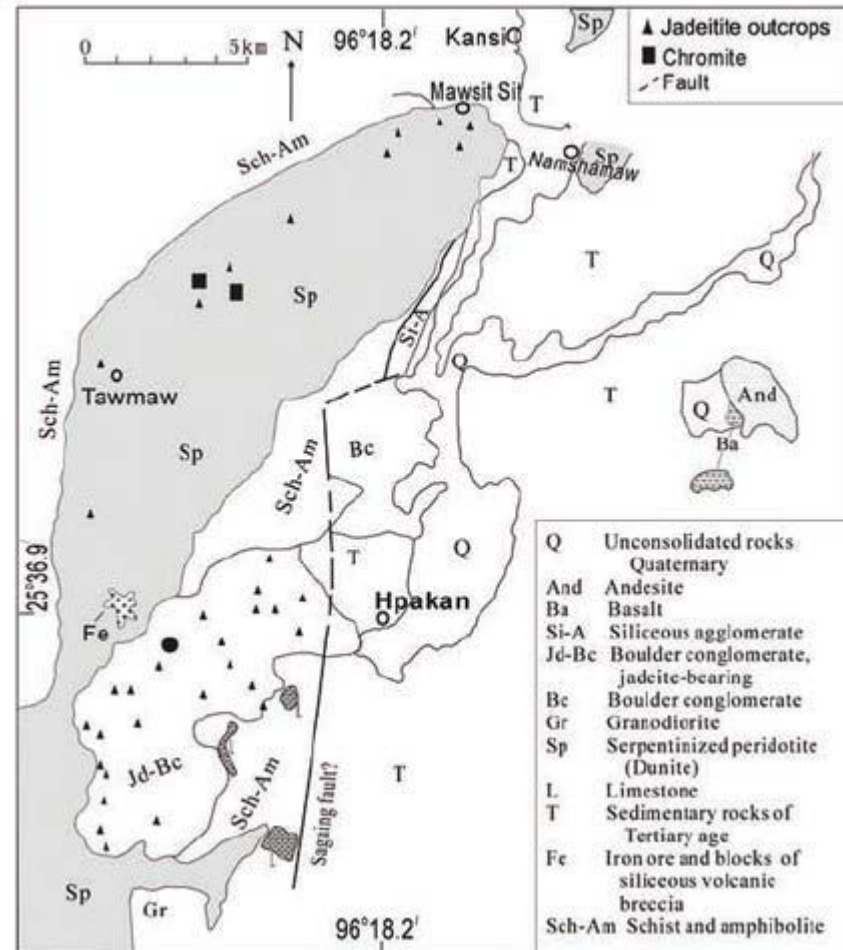 0 5km
N
96°18.2′
Kansi
Sp
Jadeitite outcrops
Chromite
Fault
Mawsit Sit
T
Sch-Am
T
Namshamaw
Sp
T
Q
Sp
Si-A
Sch-Am
Tawmaw
Q
T
Q
And
Ba
Sp
Sch-Am
Bc
25°36.9
T
Q
Hpakan
Fe
Jd-Bc
Sch-Am
Sagaing fault?
T
Sp
Gr
96°18.2′
Q Unconsolidated rocks
Quaternary
And Andesite
Ba Basalt
Si-A Siliceous agglomerate
Jd-Bc Boulder conglomerate,
jadeite-bearing
Bc Boulder conglomerate
Gr Granodiorite
Sp Serpentinized peridotite
(Dunite)
L Limestone
T Sedimentary rocks of
Tertiary age
Fe Iron ore and blocks of
siliceous volcanic
breccia
Sch-Am Schist and amphibolite